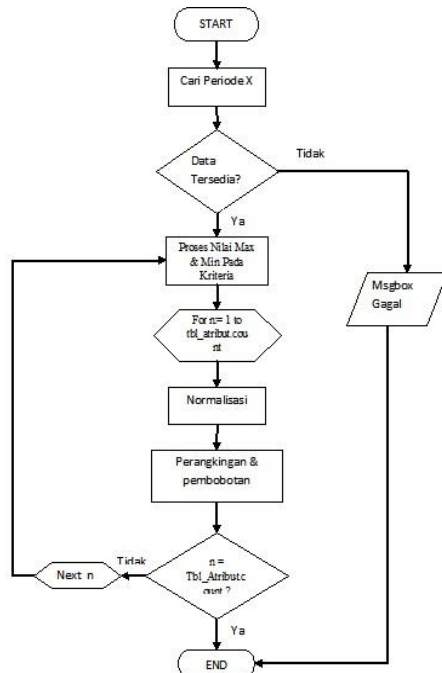 START
Cari Periode X
Data
Tersedia?
Tidak
Ya
Proses Nilai Max
& Min Pada
Kriteria
Msgbox
Gagal
For n = 1 to
tbl_atribut.cou
nt
Normalisasi
Perangkingan &
pembobotan
n =
Tbl_Atribut.c
ount ?
Tidak
Next n
Ya
END